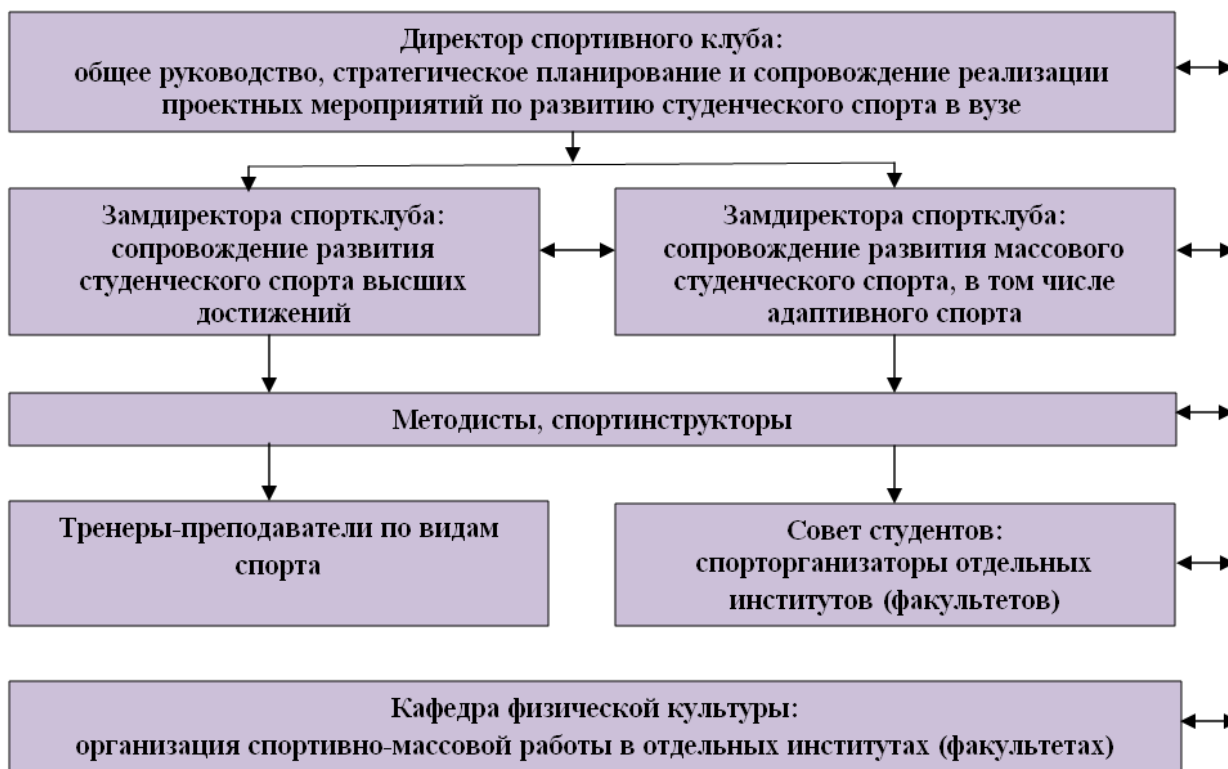 Директор спортивного клуба:
общее руководство, стратегическое планирование и сопровождение реализации
проектных мероприятий по развитию студенческого спорта в вузе
Замдиректора спортклуба:
сопровождение развития
студенческого спорта высших
достижений
Замдиректора спортклуба:
сопровождение развития массового
студенческого спорта, в том числе
адаптивного спорта
Методисты, спортинструкторы
Тренеры-преподаватели по видам
спорта
Совет студентов:
спорторганизаторы отдельных
институтов (факультетов)
Кафедра физической культуры:
организация спортивно-массовой работы в отдельных институтах (факультетах)